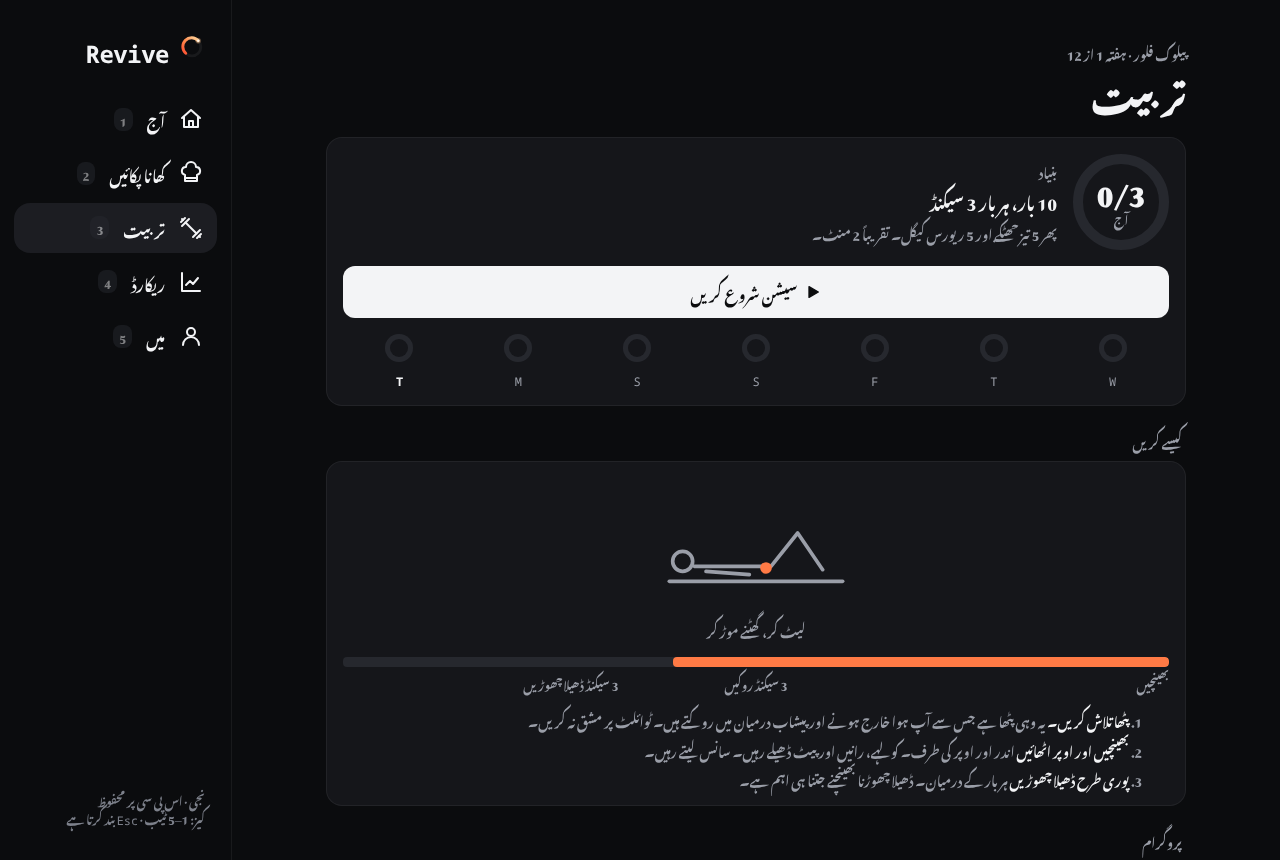 Revive
آج 1
کھانا پکائیں 2
تربیت 3
ریکارڈ 4
میں 5
نجی · اس پی سی پر محفوظ
کیز: 1–5 ٹیب · Esc بند کرتا ہے
پیلوک فلور · ہفتہ 1 از 12
تربیت
0/3
آج
بنیاد
10 بار، ہر بار 3 سیکنڈ
پھر 5 تیز جھٹکے اور 5 ریورس کیگل۔ تقریباً 2 منٹ۔
سیشن شروع کریں
W T F S S M T
کیسے کریں
لیٹ کر، گھٹنے موڑ کر
بھینچیں
3 سیکنڈ روکیں
3 سیکنڈ ڈھیلا چھوڑیں
1. پٹھا تلاش کریں۔ یہ وہی پٹھا ہے جس سے آپ ہوا خارج ہونے اور پیشاب درمیان میں روکتے ہیں۔ ٹوائلٹ پر مشق نہ کریں۔
2. بھینچیں اور اوپر اٹھائیں اندر اور اوپر کی طرف۔ کولہے، رانیں اور پیٹ ڈھیلے رہیں۔ سانس لیتے رہیں۔
3. پوری طرح ڈھیلا چھوڑیں ہر بار کے درمیان۔ ڈھیلا چھوڑنا بھینچنے جتنا ہی اہم ہے۔
پروگرام